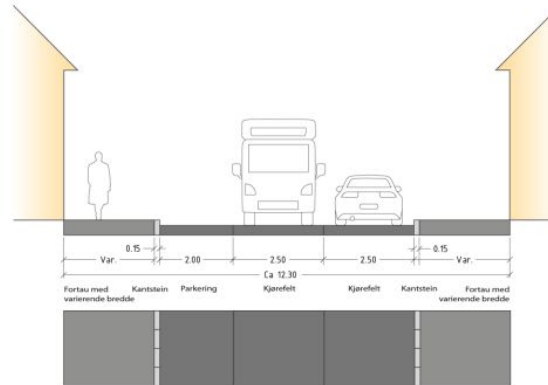 0.15
0.15
Var.
2.00
2.50
2.50
Var.
Ca 12.30
Fortau med
varierende bredde
Kantstein
Parkering
Kjørefelt
Kjørefelt
Kantstein
Fortau med
varierende bredde